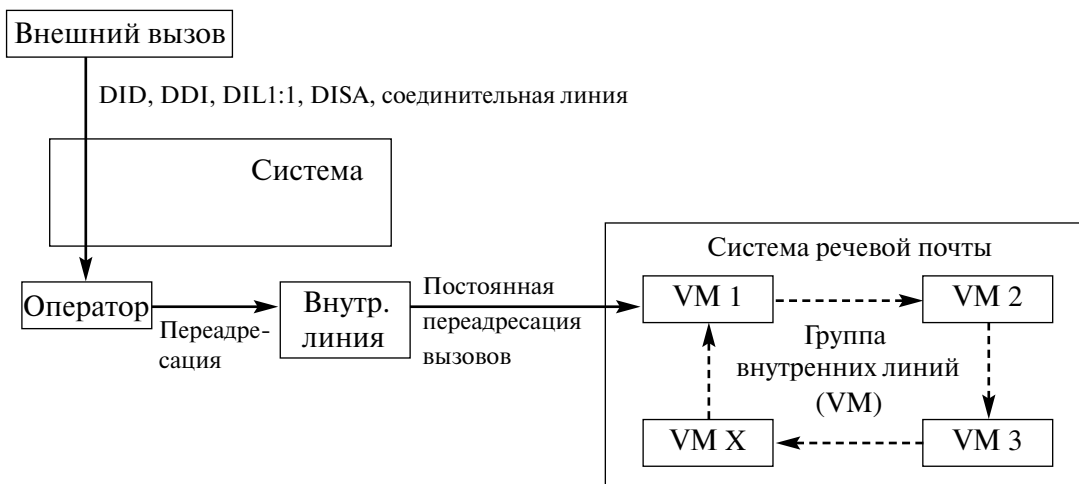 Внешний вызов
DID, DDI, DIL1:1, DISA, соединительная линия
Система
Оператор
Переадре-
сация
Внутр.
линия
Постоянная
переадресация
вызовов
Система речевой почты
VM 1
VM 2
Группа
внутренних линий
(VM)
VM X
VM 3